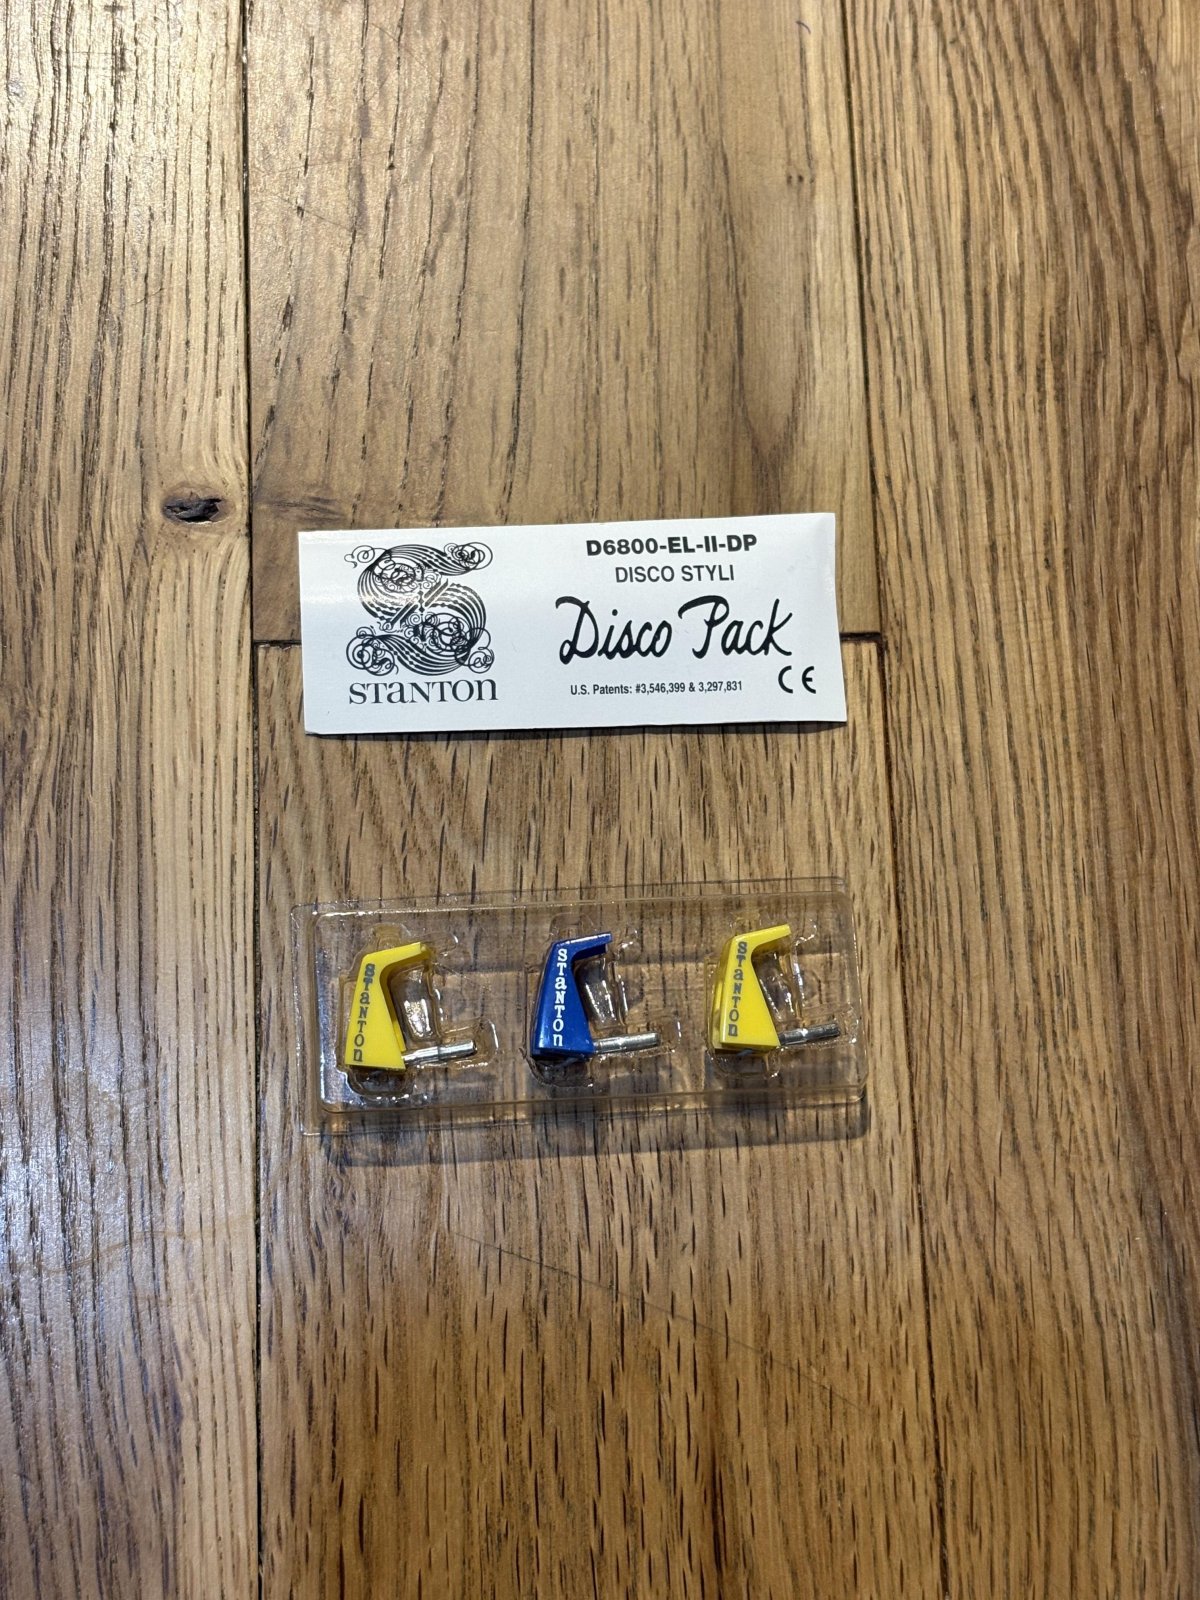 D6800-EL-II-DP
DISCO STYLI
Disco Pack
STANTON
U.S. Patents: #3,546,399 & 3,297,831
CE
STANTON
STANTON
STANTON